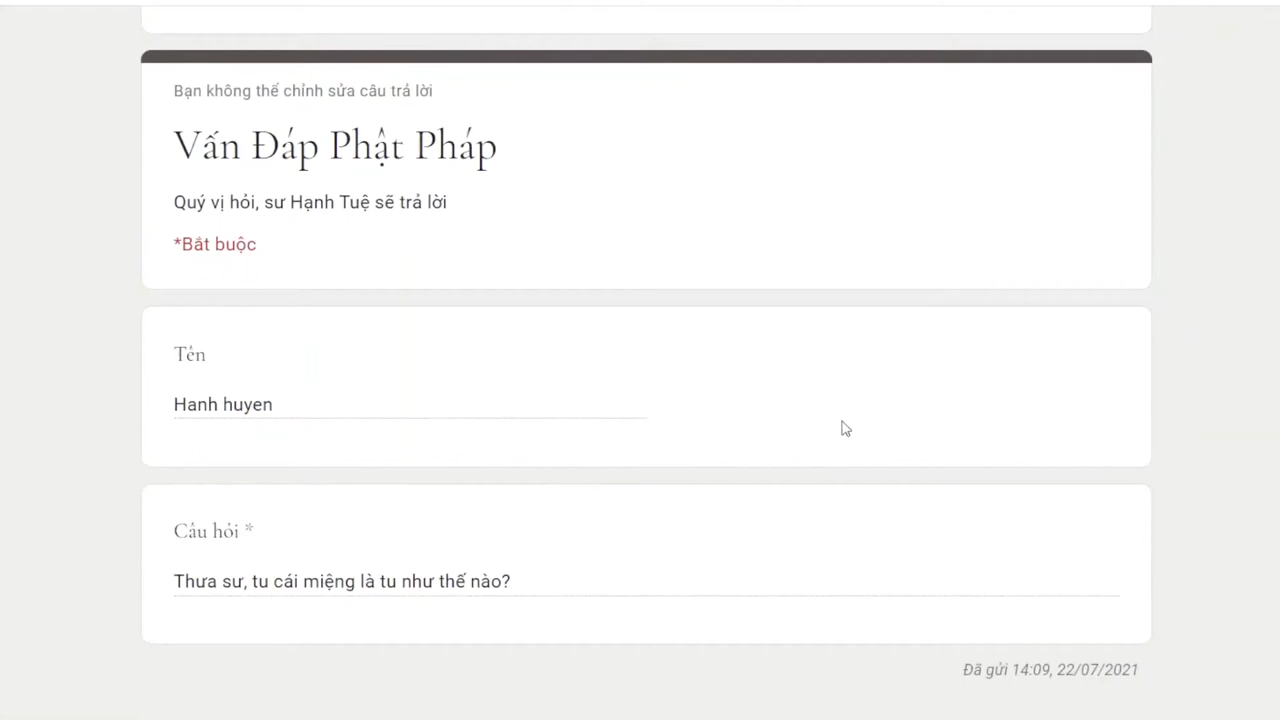 Bạn không thể chỉnh sửa câu trả lời
Vấn Đáp Phật Pháp
Quý vị hỏi, sư Hạnh Tuệ sẽ trả lời
*Bắt buộc
Tên
Hanh huyen
Câu hỏi *
Thưa sư, tu cái miệng là tu như thế nào?
Đã gửi 14:09, 22/07/2021